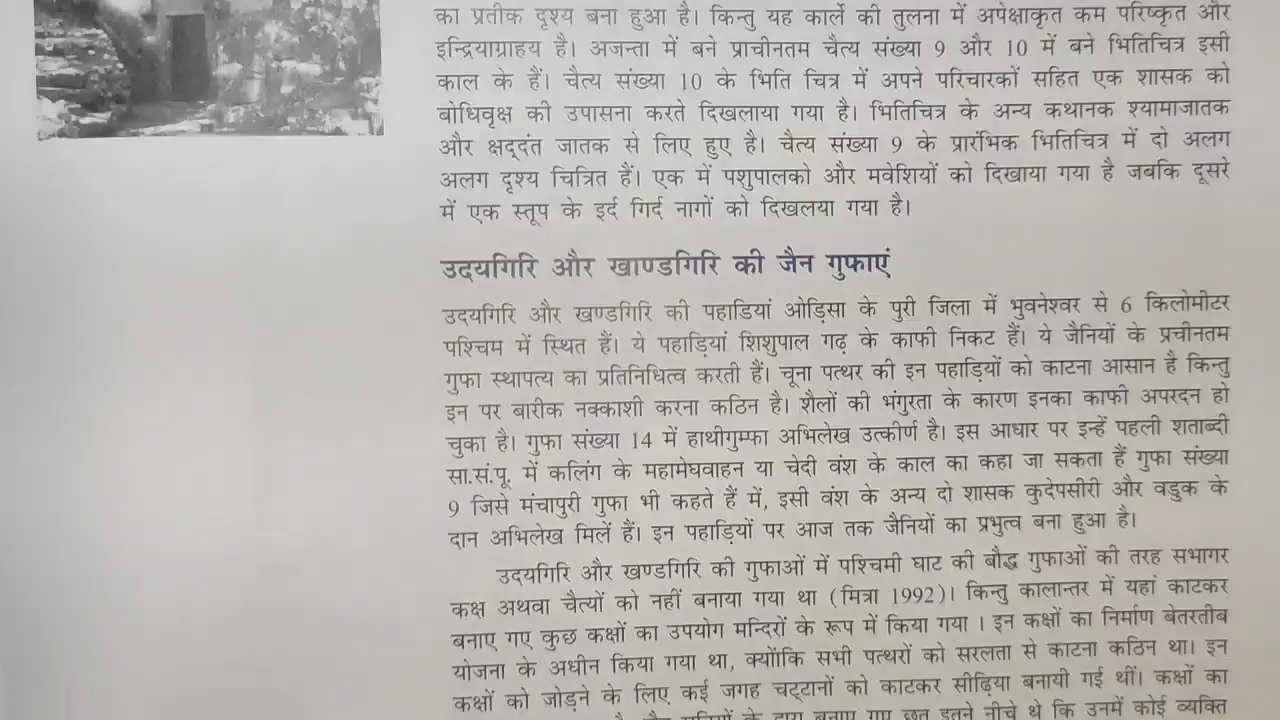 का प्रतीक दृश्य बना हुआ है। किन्तु यह कार्ले की तुलना में अपेक्षाकृत कम परिष्कृत और
इन्द्रियाग्राहय है। अजन्ता में बने प्राचीनतम चैत्य संख्या 9 और 10 में बने भितिचित्र इसी
काल के हैं। चैत्य संख्या 10 के भिति चित्र में अपने परिचारकों सहित एक शासक को
बोधिवृक्ष की उपासना करते दिखलाया गया है। भितिचित्र के अन्य कथानक श्यामाजातक
और क्षद्दंत जातक से लिए हुए है। चैत्य संख्या 9 के प्रारंभिक भितिचित्र में दो अलग
अलग दृश्य चित्रित हैं। एक में पशुपालको और मवेशियों को दिखाया गया है जबकि दूसरे
में एक स्तूप के इर्द गिर्द नागों को दिखलया गया है।
उदयगिरि और खाण्डगिरि की जैन गुफाएं
उदयगिरि और खण्डगिरि की पहाडियां ओड़िसा के पुरी जिला में भुवनेश्वर से 6 किलोमीटर
पश्चिम में स्थित हैं। ये पहाड़ियां शिशुपाल गढ़ के काफी निकट हैं। ये जैनियों के प्रचीनतम
गुफा स्थापत्य का प्रतिनिधित्व करती हैं। चूना पत्थर की इन पहाड़ियों को काटना आसान है किन्तु
इन पर बारीक नक्काशी करना कठिन है। शैलों की भंगुरता के कारण इनका काफी अपरदन हो
चुका है। गुफा संख्या 14 में हाथीगुम्फा अभिलेख उत्कीर्ण है। इस आधार पर इन्हें पहली शताब्दी
सा.सं.पू. में कलिंग के महामेघवाहन या चेदी वंश के काल का कहा जा सकता हैं गुफा संख्या
9 जिसे मंचापुरी गुफा भी कहते हैं में, इसी वंश के अन्य दो शासक कुदेपसीरी और वडुक के
दान अभिलेख मिलें हैं। इन पहाड़ियों पर आज तक जैनियों का प्रभुत्व बना हुआ है।
उदयगिरि और खण्डगिरि की गुफाओं में पश्चिमी घाट की बौद्ध गुफाओं की तरह सभागर
कक्ष अथवा चैत्यों को नहीं बनाया गया था (मित्रा 1992)। किन्तु कालान्तर में यहां काटकर
बनाए गए कुछ कक्षों का उपयोग मन्दिरों के रूप में किया गया । इन कक्षों का निर्माण बेतरतीब
योजना के अधीन किया गया था, क्योंकि सभी पत्थरों को सरलता से काटना कठिन था। इन
कक्षों को जोड़ने के लिए कई जगह चट्टानों को काटकर सीढ़िया बनायी गई थीं। कक्षों का
के द्वारा बनाए गए छत इतने नीचे थे कि उनमें कोई व्यक्ति